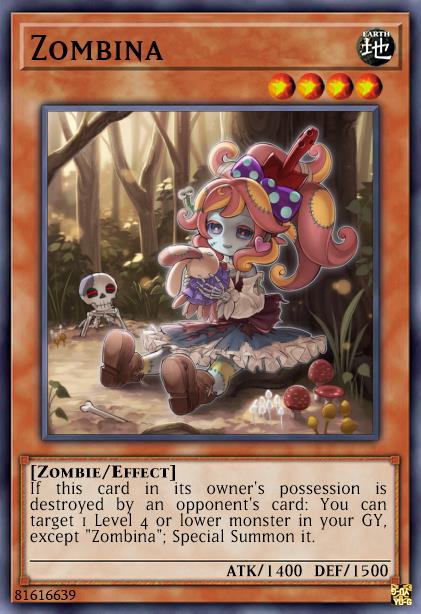 ZOMBINA
EARTH
地
[ZOMBIE/EFFECT]
If this card in its owner's possession is
destroyed by an opponent's card: You can
target 1 Level 4 or lower monster in your GY,
except "Zombina"; Special Summon it.
ATK/1400 DEF/1500
81616639